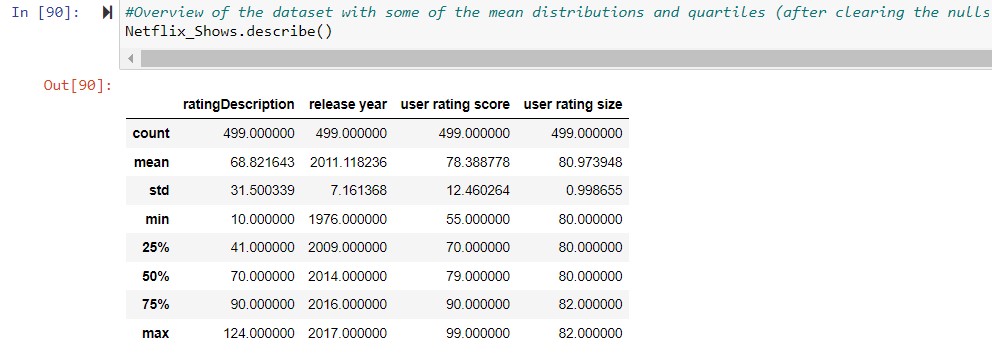 In [90]: #Overview of the dataset with some of the mean distributions and quartiles (after clearing the nulls
Netflix_Shows.describe()
Out[90]:
ratingDescription release year user rating score user rating size
count 499.000000 499.000000 499.000000 499.000000
mean 68.821643 2011.118236 78.388778 80.973948
std 31.500339 7.161368 12.460264 0.998655
min 10.000000 1976.000000 55.000000 80.000000
25% 41.000000 2009.000000 70.000000 80.000000
50% 70.000000 2014.000000 79.000000 80.000000
75% 90.000000 2016.000000 90.000000 82.000000
max 124.000000 2017.000000 99.000000 82.000000